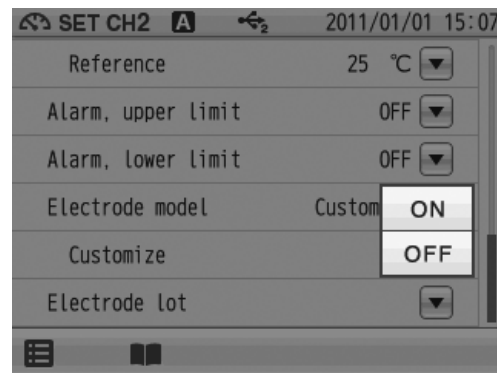 SET CH2 A 2 2011/01/01 15:07
Reference 25 ℃
Alarm, upper limit OFF
Alarm, lower limit OFF
Electrode model Custom ON
Customize OFF
Electrode lot